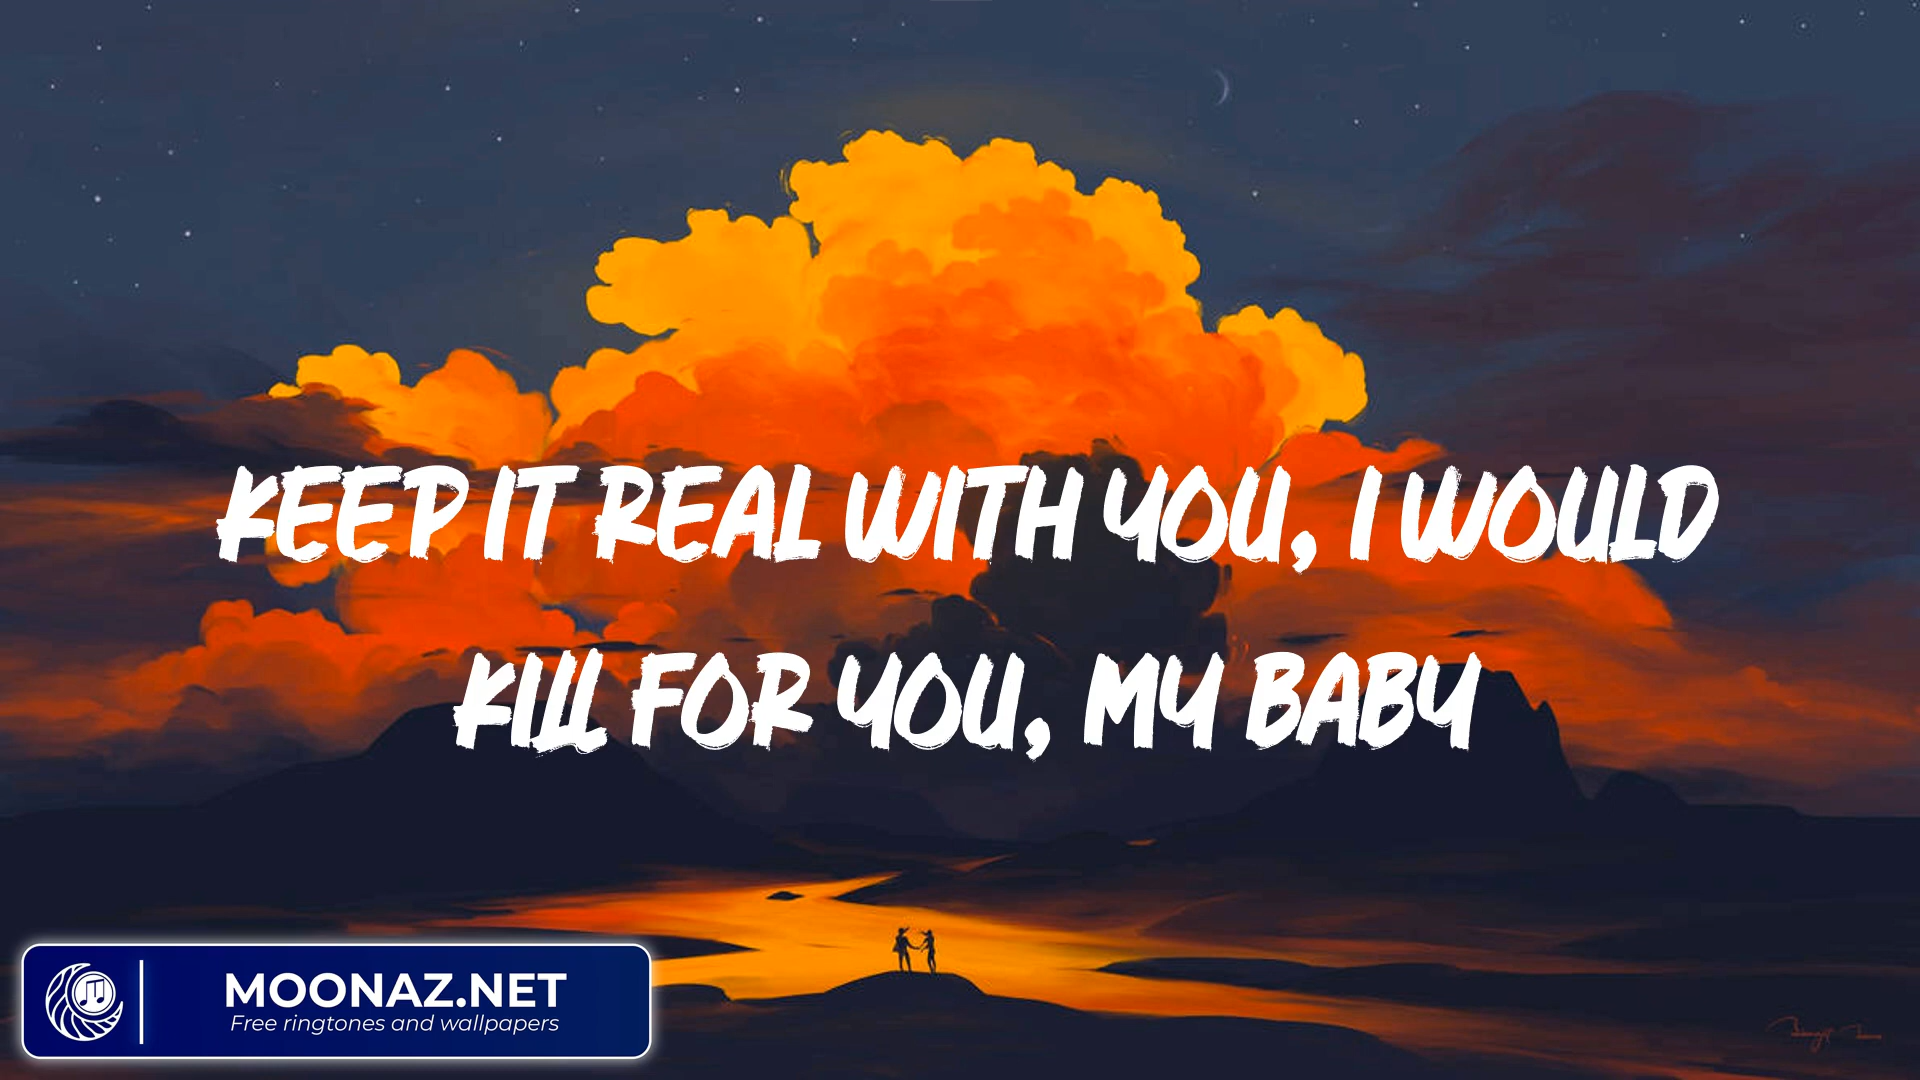 KEEP IT REAL WITH YOU, I WOULD
KILL FOR YOU, MY BABY
MOONAZ.NET
Free ringtones and wallpapers